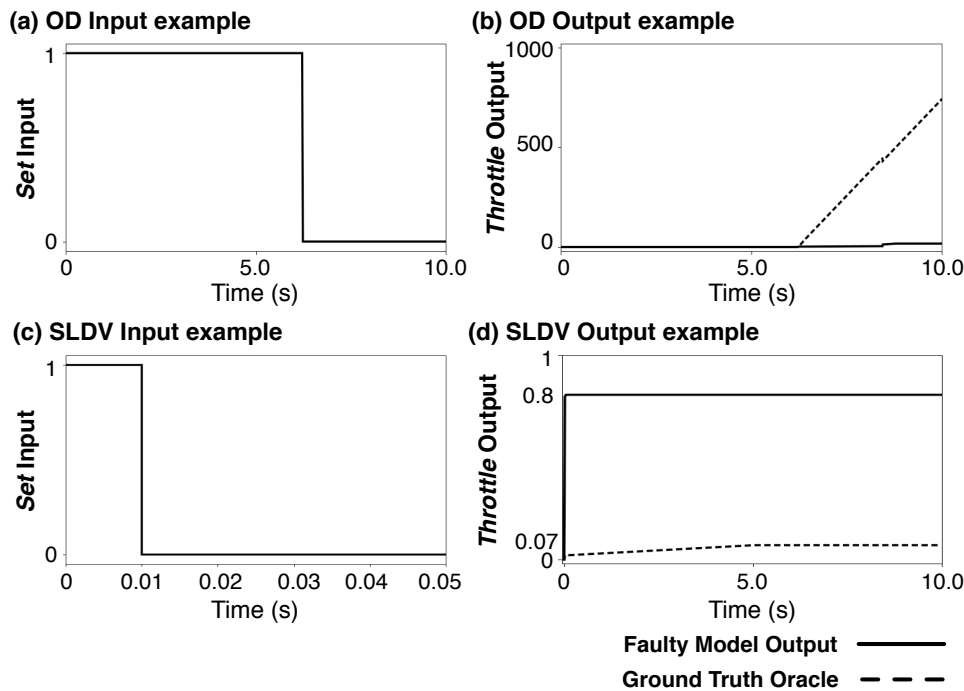 (a) OD Input example
1
0
Set Input
0 5.0 10.0
Time (s)
(b) OD Output example
1000
500
0
Throttle Output
0 5.0 10.0
Time (s)
(c) SLDV Input example
1
0
Set Input
0 0.01 0.02 0.03 0.04 0.05
Time (s)
(d) SLDV Output example
1
0.8
0.07
0
Throttle Output
0 5.0 10.0
Time (s)
Faulty Model Output
Ground Truth Oracle